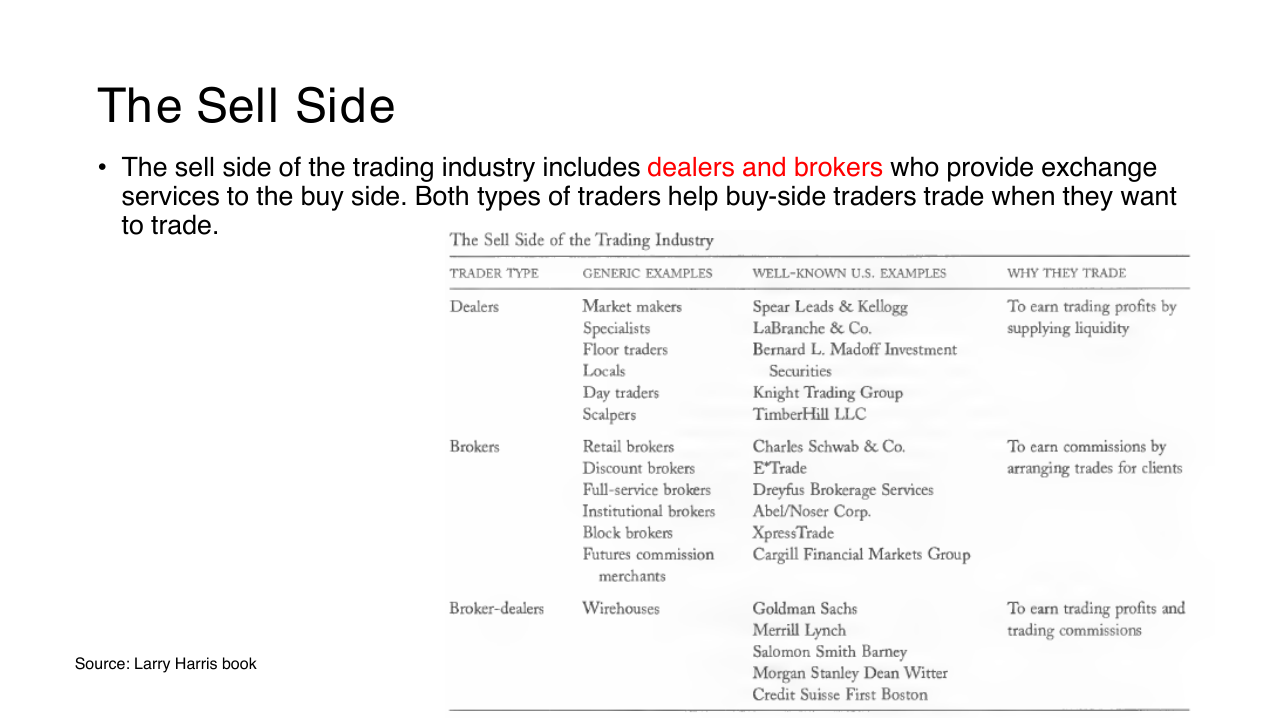 The Sell Side
• The sell side of the trading industry includes dealers and brokers who provide exchange
services to the buy side. Both types of traders help buy-side traders trade when they want
to trade.
The Sell Side of the Trading Industry
TRADER TYPE GENERIC EXAMPLES WELL-KNOWN U.S. EXAMPLES WHY THEY TRADE
Dealers Market makers Spear Leads & Kellogg To earn trading profits by
Specialists LaBranche & Co. supplying liquidity
Floor traders Bernard L. Madoff Investment
Locals Securities
Day traders Knight Trading Group
Scalpers TimberHill LLC
Brokers Retail brokers Charles Schwab & Co. To earn commissions by
Discount brokers E*Trade arranging trades for clients
Full-service brokers Dreyfus Brokerage Services
Institutional brokers Abel/Noser Corp.
Block brokers XpressTrade
Futures commission Cargill Financial Markets Group
merchants
Broker-dealers Wirehouses Goldman Sachs To earn trading profits and
Merrill Lynch trading commissions
Salomon Smith Barney
Morgan Stanley Dean Witter
Credit Suisse First Boston
Source: Larry Harris book